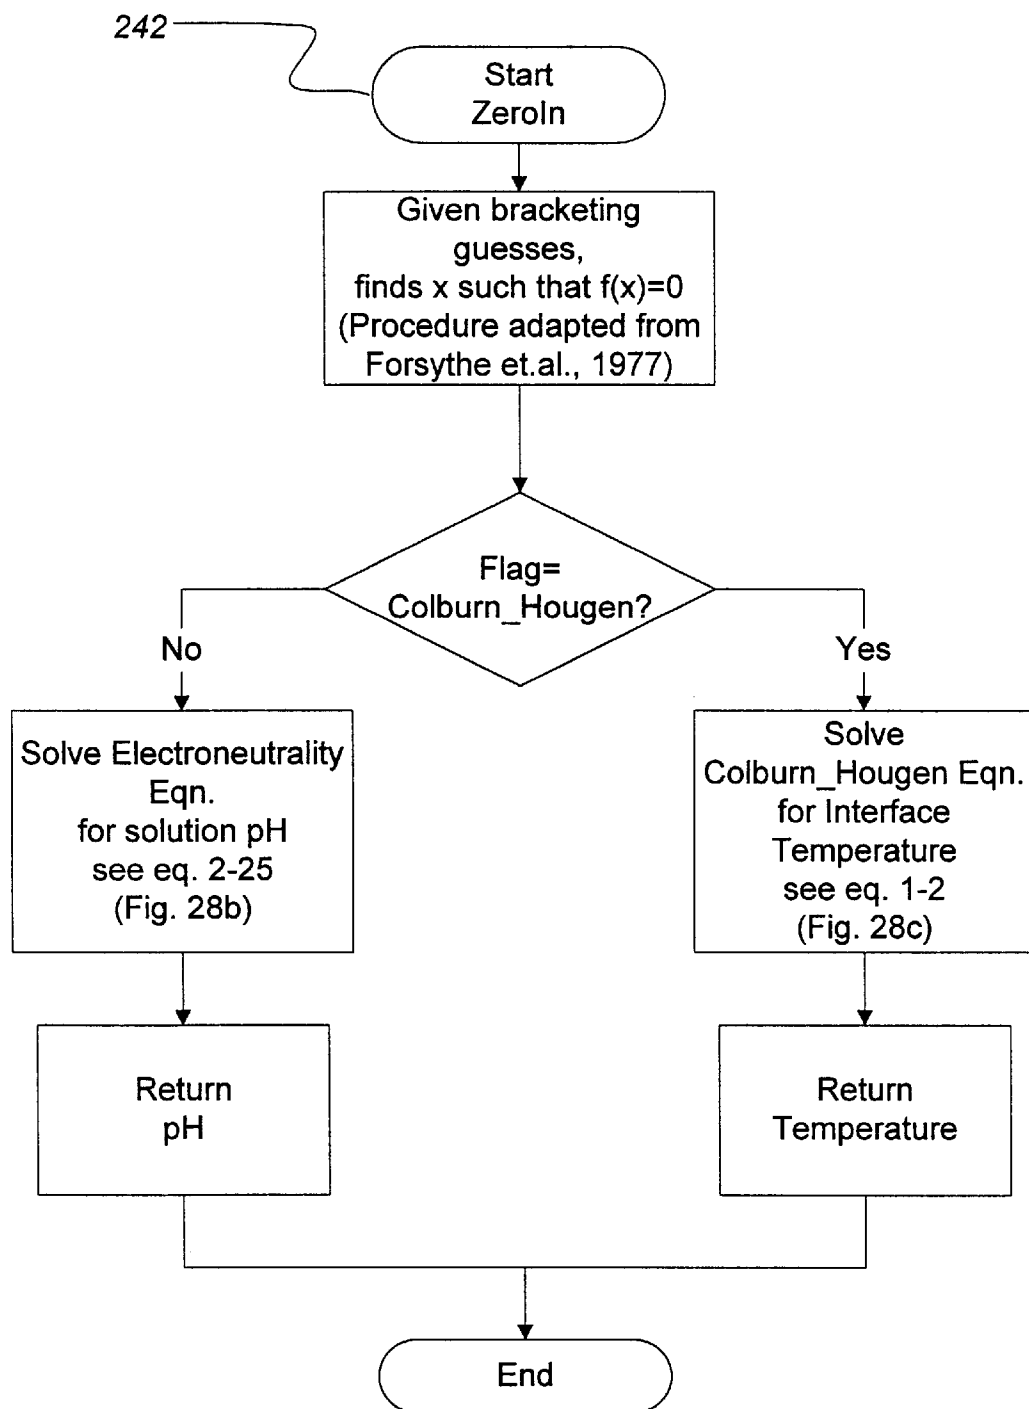 242
Start
ZeroIn
Given bracketing
guesses,
finds x such that f(x)=0
(Procedure adapted from
Forsythe et.al., 1977)
Flag=
Colburn_Hougen?
No
Yes
Solve Electroneutrality
Eqn.
for solution pH
see eq. 2-25
(Fig. 28b)
Solve
Colburn_Hougen Eqn.
for Interface
Temperature
see eq. 1-2
(Fig. 28c)
Return
pH
Return
Temperature
End